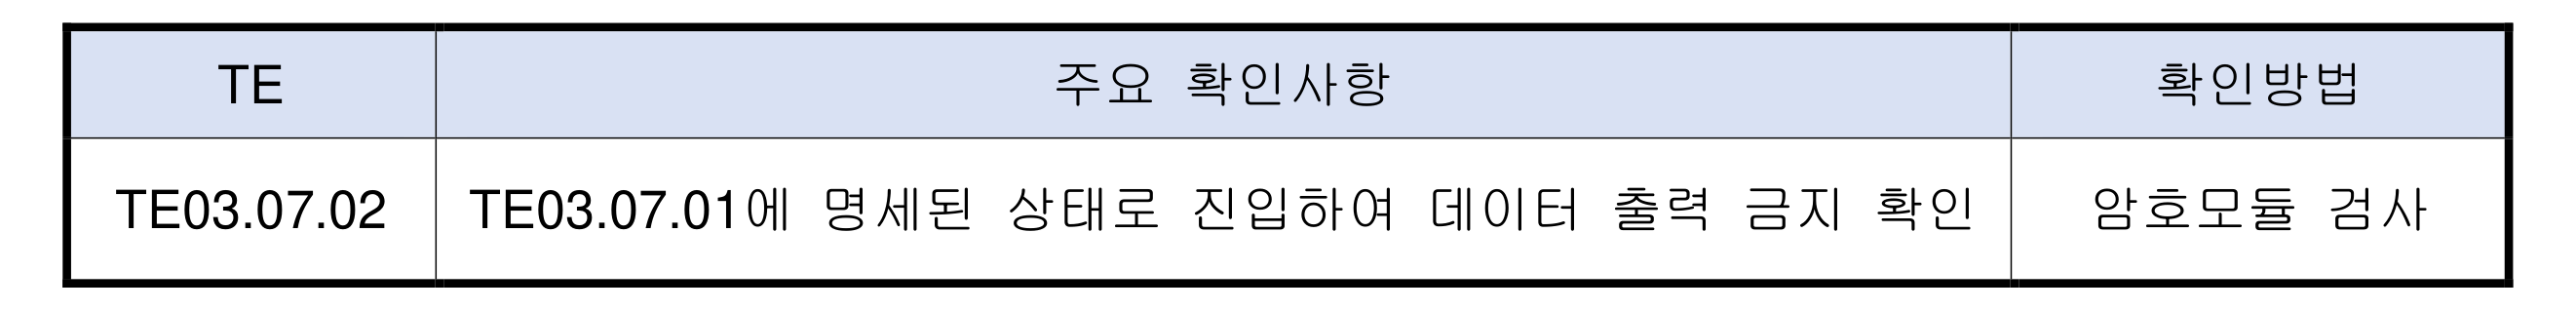 TE 주요 확인사항 확인방법
TE03.07.02 TE03.07.01에 명세된 상태로 진입하여 데이터 출력 금지 확인 암호모듈 검사